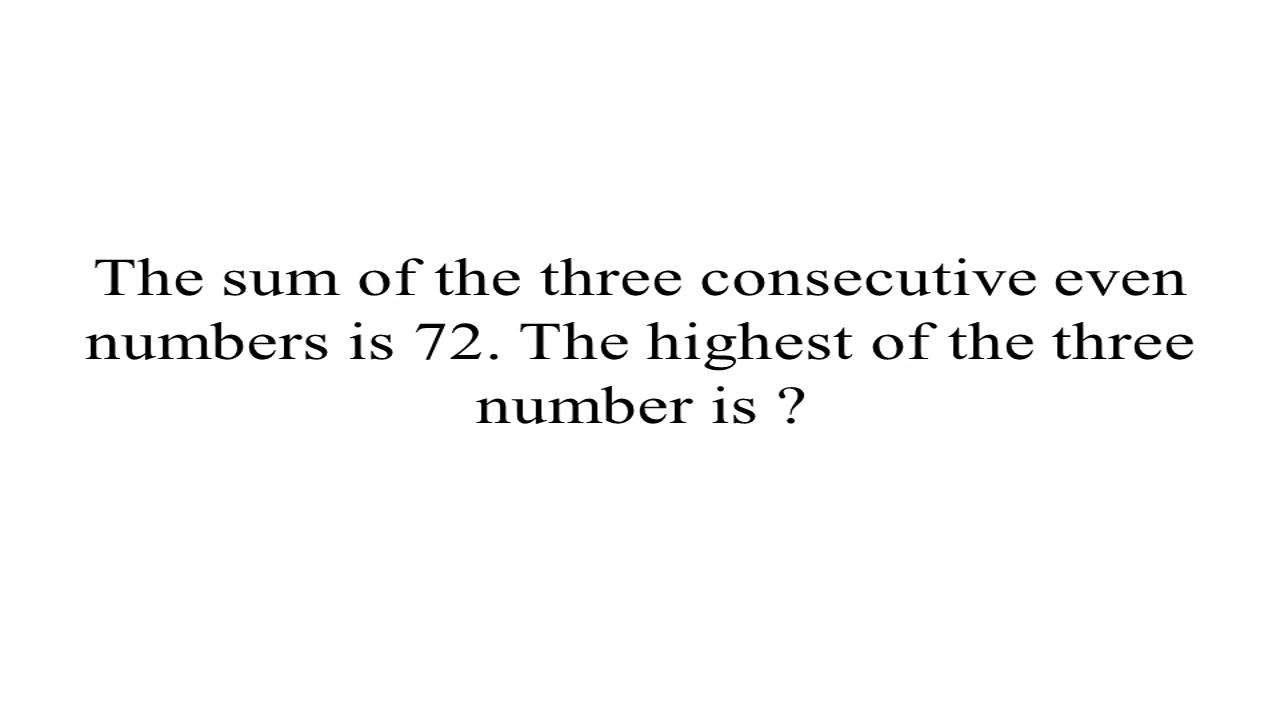 The sum of the three consecutive even
numbers is 72. The highest of the three
number is ?